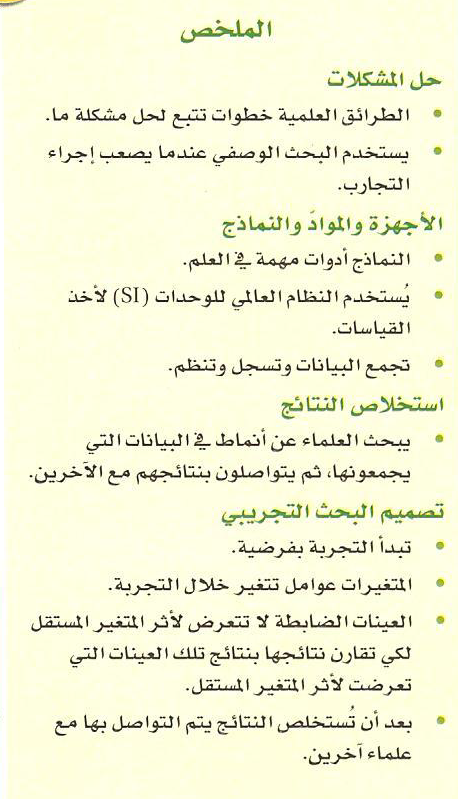 الملخص
حل المشكلات
• الطرائق العلمية خطوات تتبع لحل مشكلة ما.
• يستخدم البحث الوصفي عندما يصعب إجراء
التجارب.
الأجهزة والموادّ والنماذج
• النماذج أدوات مهمة في العلم.
• يُستخدم النظام العالمي للوحدات (SI) لأخذ
القياسات.
• تجمع البيانات وتسجل وتنظم.
استخلاص النتائج
• يبحث العلماء عن أنماط في البيانات التي
يجمعونها، ثم يتواصلون بنتائجهم مع الآخرين.
تصميم البحث التجريبي
• تبدأ التجربة بفرضية.
• المتغيرات عوامل تتغير خلال التجربة.
• العينات الضابطة لا تتعرض لأثر المتغير المستقل
لكي تقارن نتائجها بنتائج تلك العينات التي
تعرضت لأثر المتغير المستقل.
• بعد أن تُستخلص النتائج يتم التواصل بها مع
علماء آخرين.